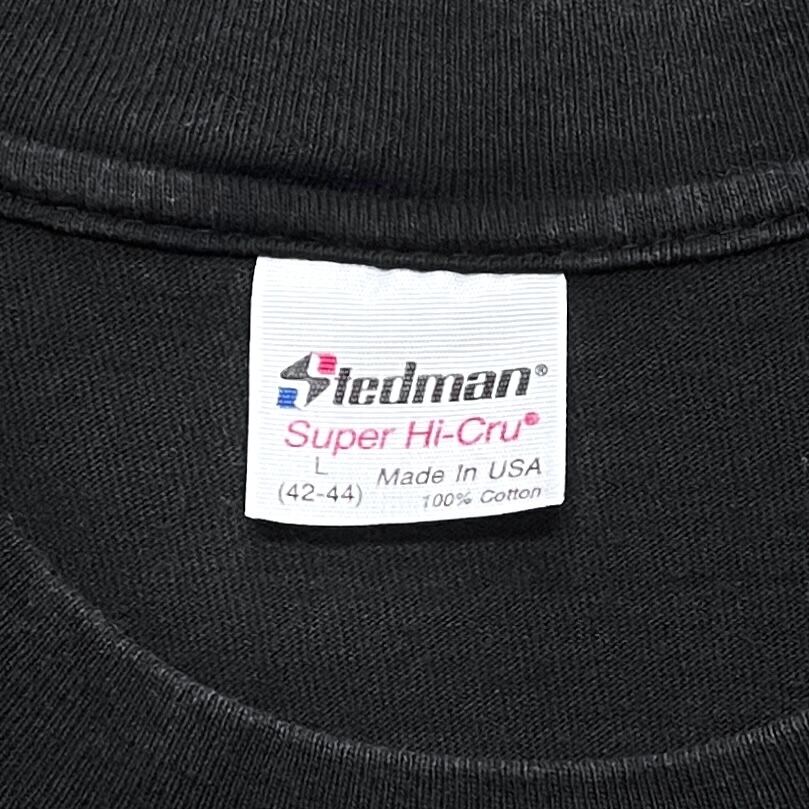 Stedman®
Super Hi-Cru®
L
(42-44)
Made In USA
100% Cotton